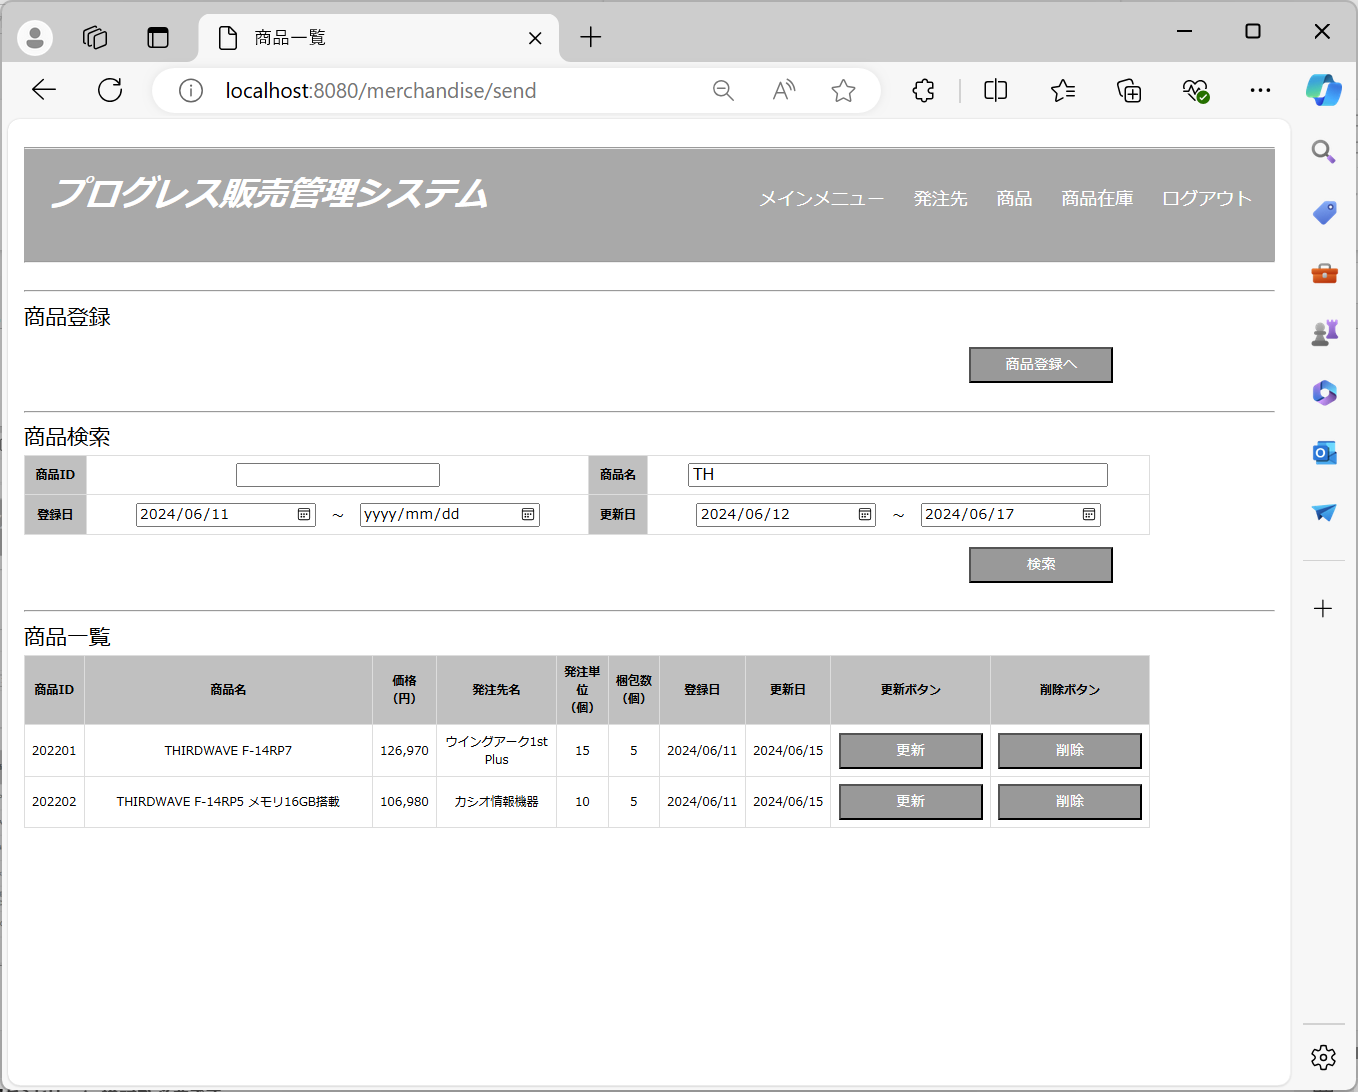 商品一覧
localhost:8080/merchandise/send
プログレス販売管理システム
メインメニュー 発注先 商品 商品在庫 ログアウト
商品登録
商品登録へ
商品検索
商品ID 商品名 TH
登録日 2024/06/11 ～ yyyy/mm/dd 更新日 2024/06/12 ～ 2024/06/17
検索
商品一覧
商品ID 商品名 価格(円) 発注先名 発注単位(個) 梱包数(個) 登録日 更新日 更新ボタン 削除ボタン
202201 THIRDWAVE F-14RP7 126,970 ウイングアーク1st Plus 15 5 2024/06/11 2024/06/15 更新 削除
202202 THIRDWAVE F-14RP5 メモリ16GB搭載 106,980 カシオ情報機器 10 5 2024/06/11 2024/06/15 更新 削除